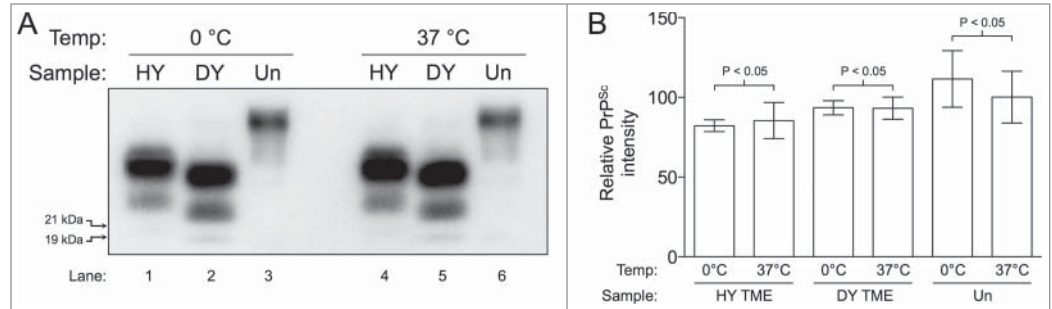 A
Temp: 0 °C 37 °C
Sample: HY DY Un HY DY Un
21 kDa
19 kDa
Lane: 1 2 3 4 5 6
B
150
100
50
0
Relative PrPSc
intensity
P < 0.05
P < 0.05
P < 0.05
Temp: 0°C 37°C 0°C 37°C 0°C 37°C
Sample: HY TME DY TME Un